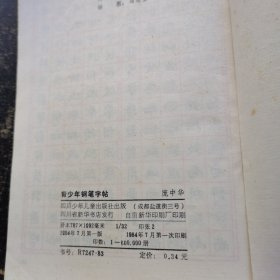 青少年钢笔字帖 庞中华
四川少年儿童出版社出版 (成都盐道街三号)
四川省新华书店发行 自贡新华印刷厂印刷
开本787×1092毫米 1/32 印张2
1984年7月第一版 1984年7月第一次印刷
印数:1—400,000册
书号:R7247·83 定价:0.34元